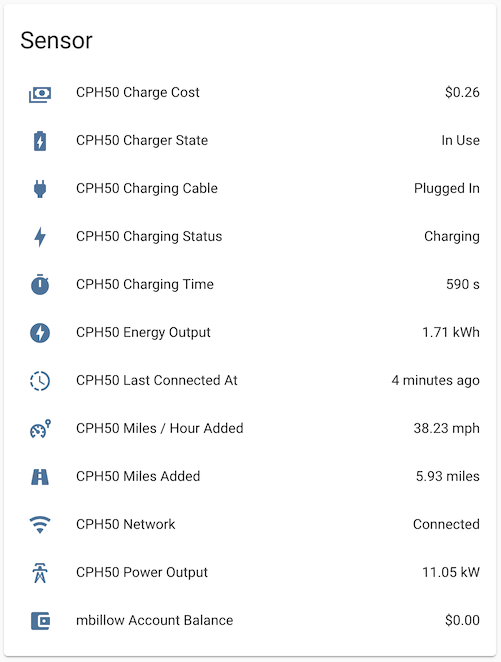 Sensor
CPH50 Charge Cost $0.26
CPH50 Charger State In Use
CPH50 Charging Cable Plugged In
CPH50 Charging Status Charging
CPH50 Charging Time 590 s
CPH50 Energy Output 1.71 kWh
CPH50 Last Connected At 4 minutes ago
CPH50 Miles / Hour Added 38.23 mph
CPH50 Miles Added 5.93 miles
CPH50 Network Connected
CPH50 Power Output 11.05 kW
mbillow Account Balance $0.00